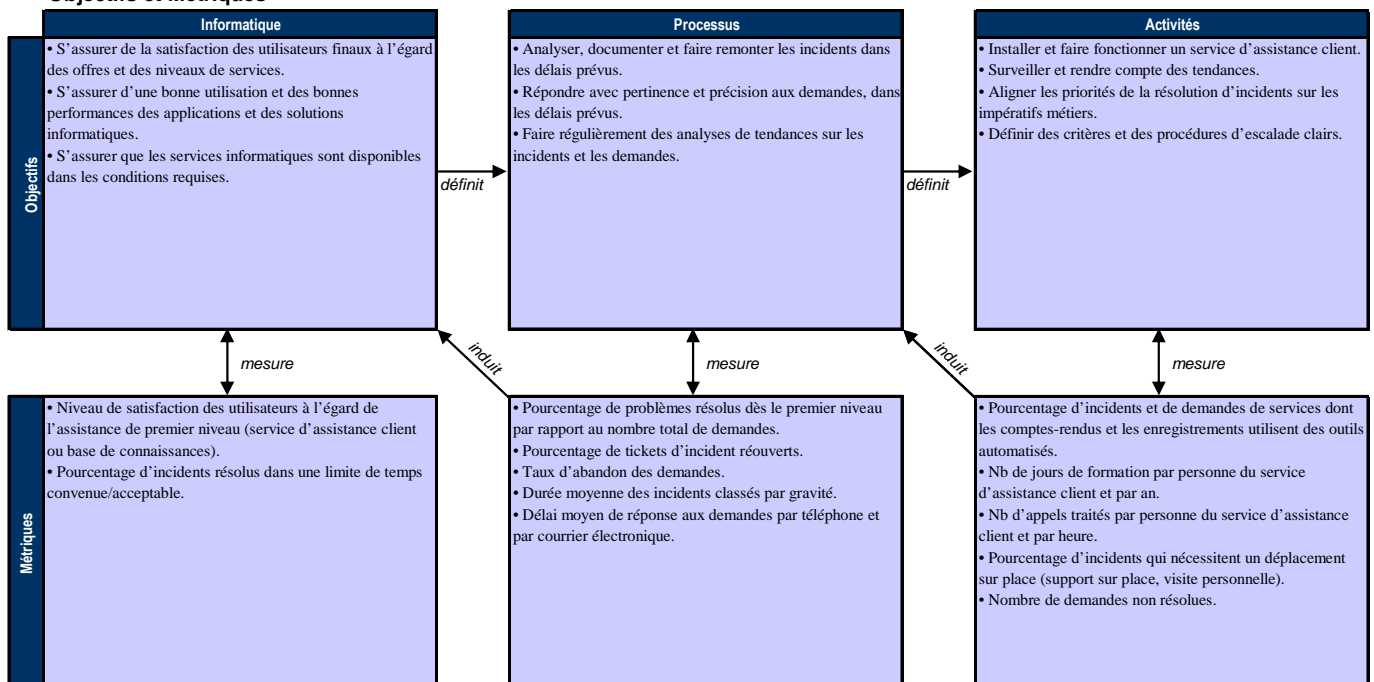 Objectifs et Métriques
Informatique
Processus
Activités
Objectifs
• S’assurer de la satisfaction des utilisateurs finaux à l’égard
des offres et des niveaux de services.
• S’assurer d’une bonne utilisation et des bonnes
performances des applications et des solutions
informatiques.
• S’assurer que les services informatiques sont disponibles
dans les conditions requises.
définit
• Analyser, documenter et faire remonter les incidents dans
les délais prévus.
• Répondre avec pertinence et précision aux demandes, dans
les délais prévus.
• Faire régulièrement des analyses de tendances sur les
incidents et les demandes.
définit
• Installer et faire fonctionner un service d’assistance client.
• Surveiller et rendre compte des tendances.
• Aligner les priorités de la résolution d’incidents sur les
impératifs métiers.
• Définir des critères et des procédures d’escalade clairs.
mesure
induit
mesure
induit
mesure
Métriques
• Niveau de satisfaction des utilisateurs à l’égard de
l’assistance de premier niveau (service d’assistance client
ou base de connaissances).
• Pourcentage d’incidents résolus dans une limite de temps
convenue/acceptable.
• Pourcentage de problèmes résolus dès le premier niveau
par rapport au nombre total de demandes.
• Pourcentage de tickets d’incident réouverts.
• Taux d’abandon des demandes.
• Durée moyenne des incidents classés par gravité.
• Délai moyen de réponse aux demandes par téléphone et
par courrier électronique.
• Pourcentage d’incidents et de demandes de services dont
les comptes-rendus et les enregistrements utilisent des outils
automatisés.
• Nb de jours de formation par personne du service
d’assistance client et par an.
• Nb d’appels traités par personne du service d’assistance
client et par heure.
• Pourcentage d’incidents qui nécessitent un déplacement
sur place (support sur place, visite personnelle).
• Nombre de demandes non résolues.